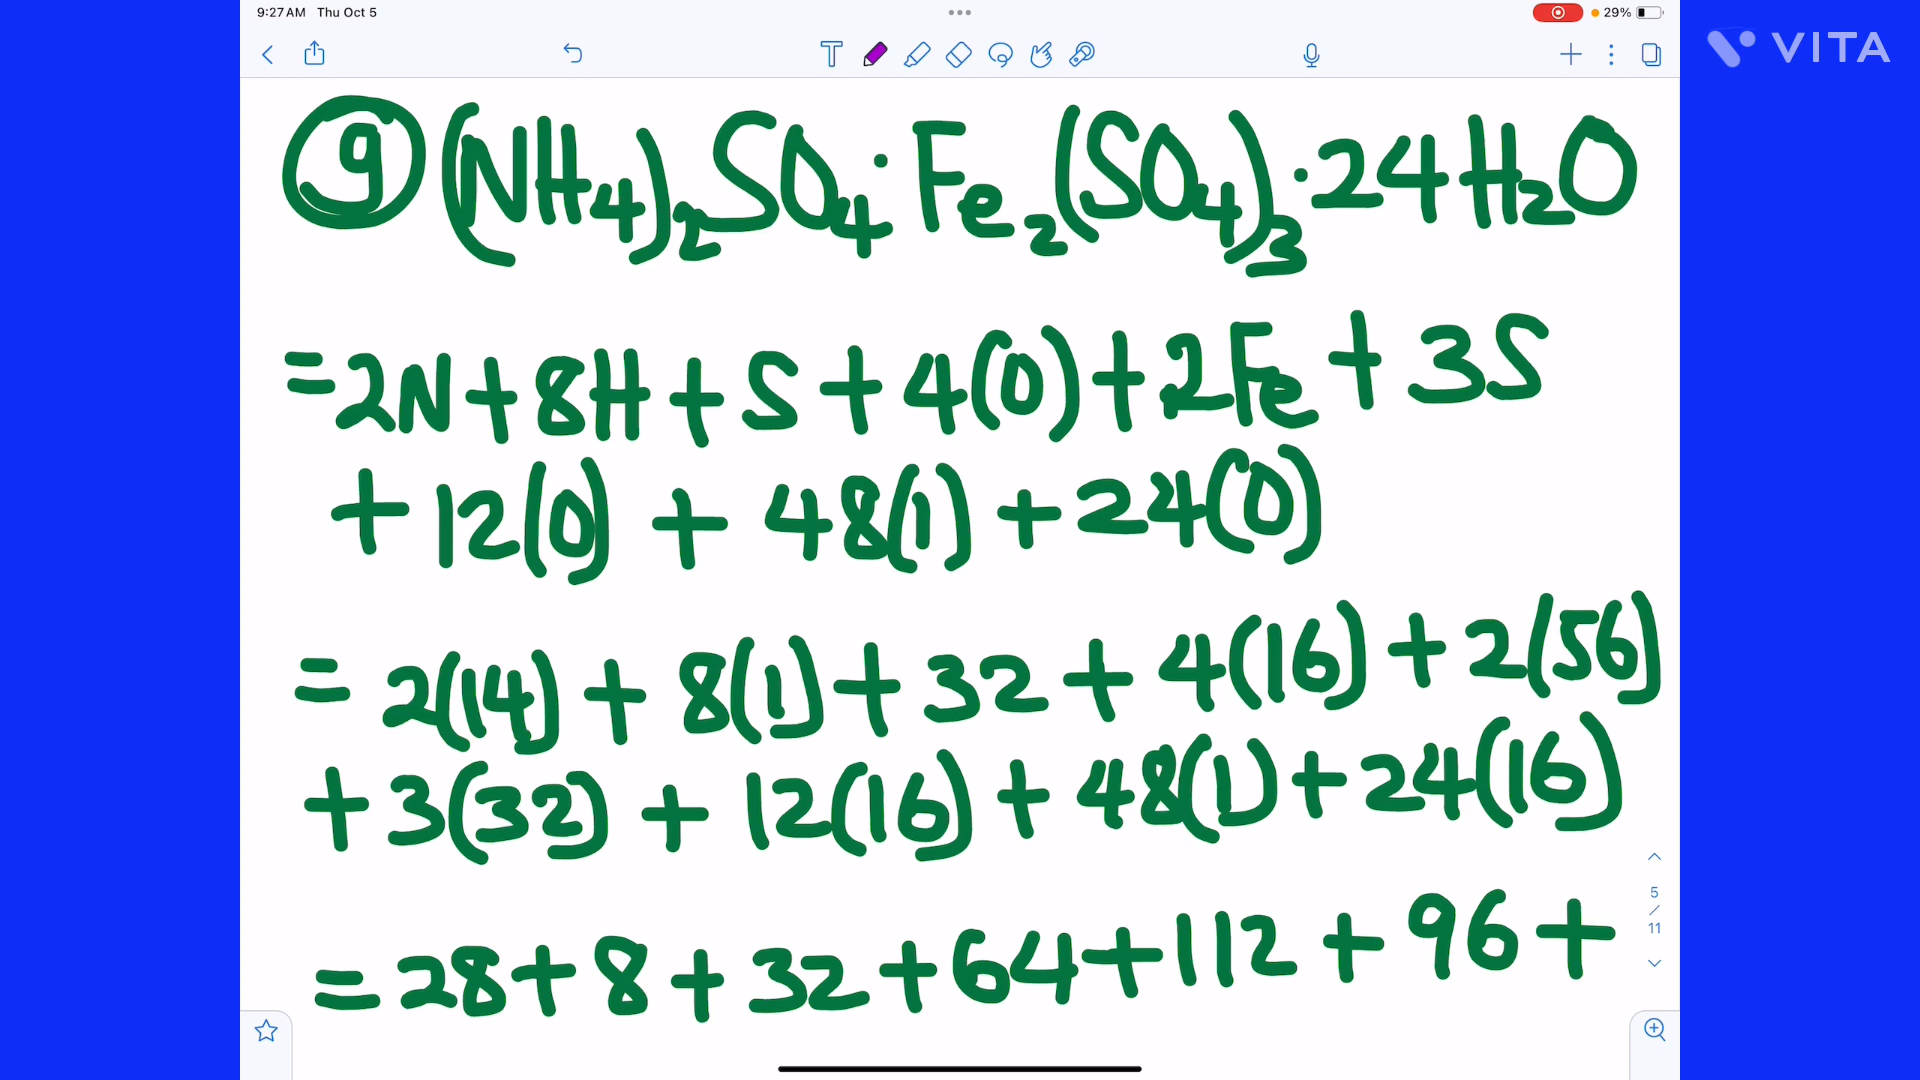 9:27 AM Thu Oct 5
29%
VITA
T
9 (NH₄)₂SO₄·Fe₂(SO₄)₃·24H₂O
=2N+8H+S+4(O)+2Fe+3S
+12(O)+48(1)+24(O)
=2(14)+8(1)+32+4(16)+2(56)
+3(32)+12(16)+48(1)+24(16)
=28+8+32+64+112+96+
5
/
11